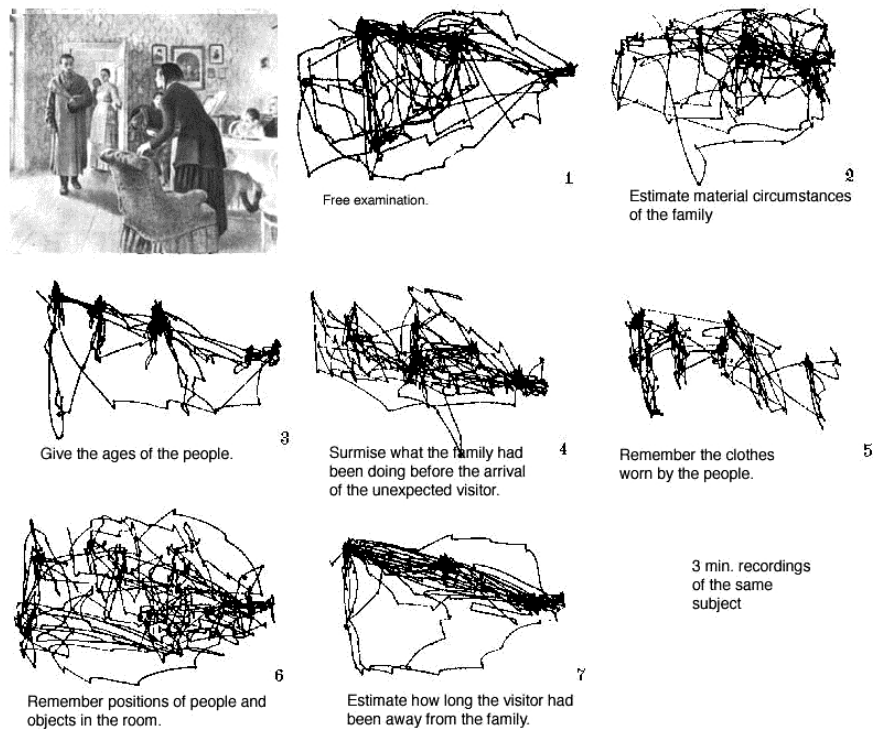 1
Free examination.
2
Estimate material circumstances
of the family
3
Give the ages of the people.
4
Surmise what the family had
been doing before the arrival
of the unexpected visitor.
5
Remember the clothes
worn by the people.
6
Remember positions of people and
objects in the room.
7
Estimate how long the visitor had
been away from the family.
3 min. recordings
of the same
subject